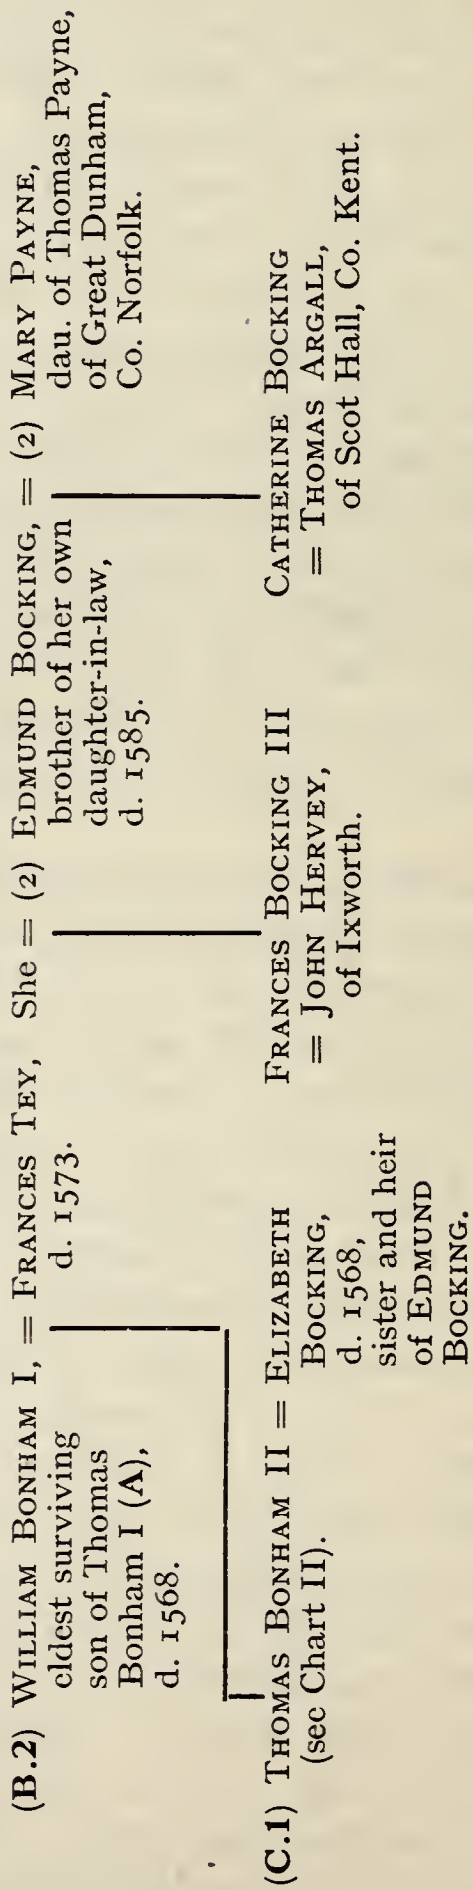 (B.2) WILLIAM BONHAM I, = FRANCES TEY, She = (2) EDMUND BOCKING, = (2) MARY PAYNE,
eldest surviving
son of Thomas
Bonham I (A),
d. 1568.
d. 1573.
brother of her own
daughter-in-law,
d. 1585.
dau. of Thomas Payne,
of Great Dunham,
Co. Norfolk.
(C.1) THOMAS BONHAM II = ELIZABETH
(see Chart II).
BOCKING,
d. 1568,
sister and heir
of EDMUND
BOCKING.
FRANCES BOCKING III
= JOHN HERVEY,
of Ixworth.
CATHERINE BOCKING
= THOMAS ARGALL,
of Scot Hall, Co. Kent.